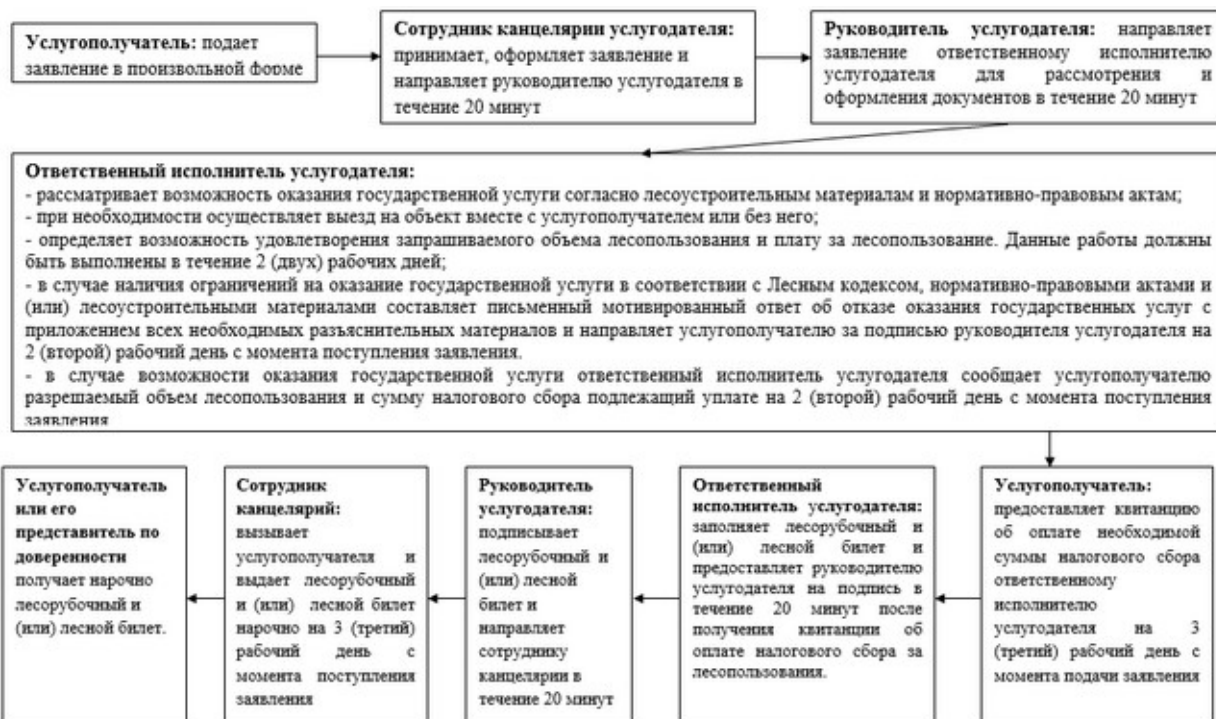 Услугополучатель: подает
заявление в произвольной форме
Сотрудник канцелярии услугодателя:
принимает, оформляет заявление и
направляет руководителю услугодателя в
течение 20 минут
Руководитель услугодателя: направляет
заявление ответственному исполнителю
услугодателя для рассмотрения и
оформления документов в течение 20 минут
Ответственный исполнитель услугодателя:
- рассматривает возможность оказания государственной услуги согласно лесоустроительным материалам и нормативно-правовым актам;
- при необходимости осуществляет выезд на объект вместе с услугополучателем или без него;
- определяет возможность удовлетворения запрашиваемого объема лесопользования и плату за лесопользование. Данные работы должны
быть выполнены в течение 2 (двух) рабочих дней;
- в случае наличия ограничений на оказание государственной услуги в соответствии с Лесным кодексом, нормативно-правовыми актами и
(или) лесоустроительными материалами составляет письменный мотивированный ответ об отказе оказания государственных услуг с
приложением всех необходимых разъяснительных материалов и направляет услугополучателю за подписью руководителя услугодателя на
2 (второй) рабочий день с момента поступления заявления.
- в случае возможности оказания государственной услуги ответственный исполнитель услугодателя сообщает услугополучателю
разрешаемый объем лесопользования и сумму налогового сбора подлежащий уплате на 2 (второй) рабочий день с момента поступления
заявления
Услугополучатель
или его
представитель по
доверенности
получает нарочно
лесорубочный и
(или) лесной билет.
Сотрудник
канцелярий:
вызывает
услугополучателя и
выдает лесорубочный
и (или) лесной билет
нарочно на 3 (третий)
рабочий день с
момента поступления
заявления
Руководитель
услугодателя:
подписывает
лесорубочный и
(или) лесной
билет и
направляет
сотруднику
канцелярии в
течение 20 минут
Ответственный
исполнитель услугодателя:
заполняет лесорубочный и
(или) лесной билет и
предоставляет руководителю
услугодателя на подпись в
течение 20 минут после
получения квитанции об
оплате налогового сбора за
лесопользования.
Услугополучатель:
предоставляет квитанцию
об оплате необходимой
суммы налогового сбора
ответственному
исполнителю
услугодателя на 3
(третий) рабочий день с
момента подачи заявления